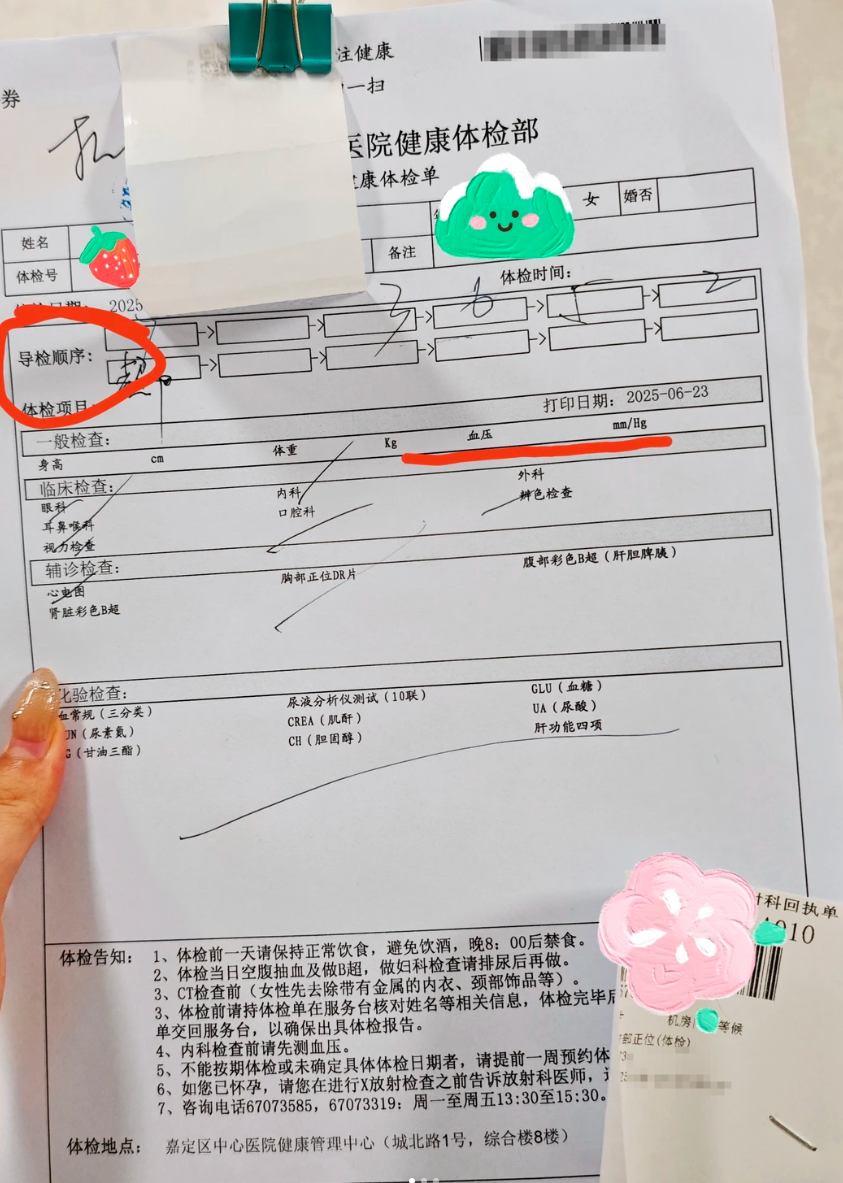 注健康
一扫
券
医院健康体检部
健康体检单
姓名 女 婚否
体检号 备注
体检时间：
2025
3 6 5 2
导检顺序：
超
体检项目
打印日期：2025-06-23
一般检查：
身高 cm 体重 Kg 血压 mm/Hg
临床检查：
眼科 内科 外科
耳鼻喉科 口腔科 辨色检查
视力检查
辅诊检查：
心电图 胸部正位DR片 腹部彩色B超（肝胆脾胰）
肾脏彩色B超
化验检查：
血常规（三分类） 尿液分析仪测试（10联） GLU（血糖）
UN（尿素氮） CREA（肌酐） UA（尿酸）
G（甘油三酯） CH（胆固醇） 肝功能四项
体检告知： 1、体检前一天请保持正常饮食，避免饮酒，晚8：00后禁食。
2、体检当日空腹抽血及做B超，做妇科检查请排尿后再做。
3、CT检查前（女性先去除带有金属的内衣、颈部饰品等）。
3、体检前请持体检单在服务台核对姓名等相关信息，体检完毕后
单交回服务台，以确保出具体检报告。
4、内科检查前请先测血压。
5、不能按期体检或未确定具体体检日期者，请提前一周预约体
6、如您已怀孕，请您在进行X放射检查之前告诉放射科医师，
7、咨询电话67073585，67073319：周一至周五13:30至15:30。
体检地点： 嘉定区中心医院健康管理中心（城北路1号，综合楼8楼）
科回执单
010
机房 等候
部正位(体检)